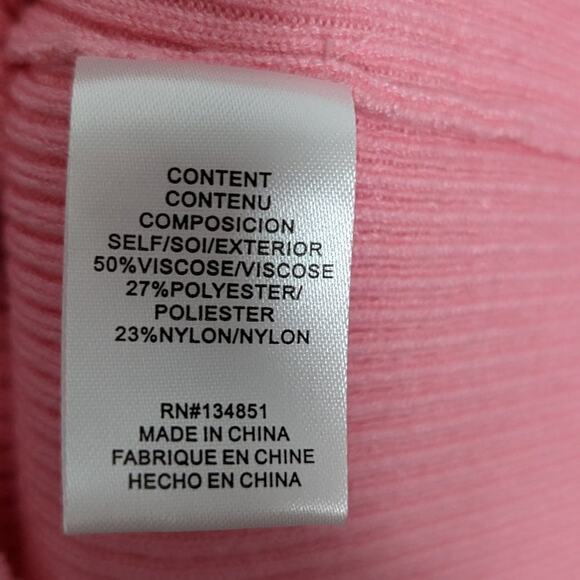 CONTENT
CONTENU
COMPOSICION
SELF/SOI/EXTERIOR
50%VISCOSE/VISCOSE
27%POLYESTER/
POLIESTER
23%NYLON/NYLON
RN#134851
MADE IN CHINA
FABRIQUE EN CHINE
HECHO EN CHINA